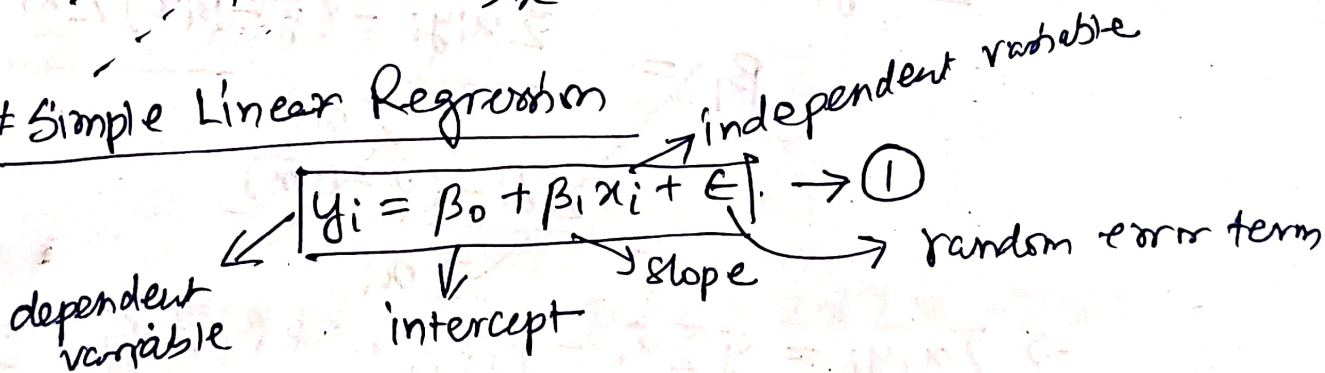 # Simple Linear Regression
independent variable
yi = β0 + β1xi + ϵ. → ①
random error term
slope
dependent variable
intercept